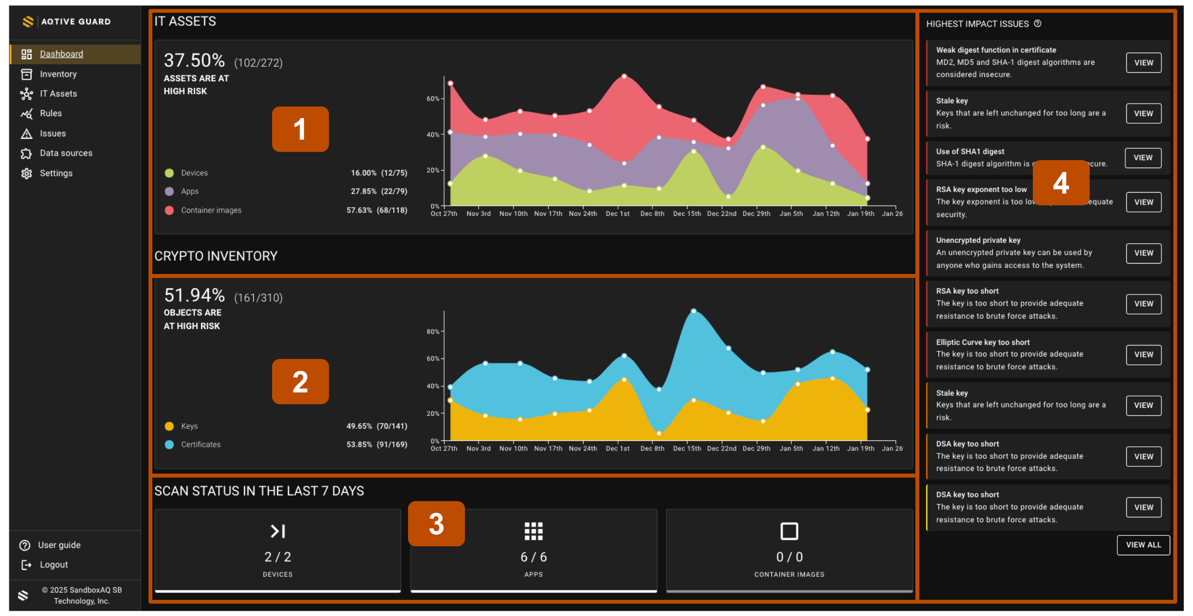 AQTIVE GUARD
Dashboard
Inventory
IT Assets
Rules
Issues
Data sources
Settings
User guide
Logout
© 2025 SandboxAQ SB
Technology, Inc.
IT ASSETS
37.50% (102/272)
ASSETS ARE AT
HIGH RISK
1
Devices 16.00% (12/75)
Apps 27.85% (22/79)
Container images 57.63% (68/118)
60%
40%
20%
0%
Oct 27th Nov 3rd Nov 10th Nov 17th Nov 24th Dec 1st Dec 8th Dec 15th Dec 22nd Dec 29th Jan 5th Jan 12th Jan 19th Jan 26
CRYPTO INVENTORY
51.94% (161/310)
OBJECTS ARE
AT HIGH RISK
2
Keys 49.65% (70/141)
Certificates 53.85% (91/169)
80%
60%
40%
20%
0%
Oct 27th Nov 3rd Nov 10th Nov 17th Nov 24th Dec 1st Dec 8th Dec 15th Dec 22nd Dec 29th Jan 5th Jan 12th Jan 19th Jan 26
SCAN STATUS IN THE LAST 7 DAYS
3
2 / 2
DEVICES
6 / 6
APPS
0 / 0
CONTAINER IMAGES
HIGHEST IMPACT ISSUES ?
4
Weak digest function in certificate
MD2, MD5 and SHA-1 digest algorithms are
considered insecure.
VIEW
Stale key
Keys that are left unchanged for too long are a
risk.
VIEW
Use of SHA1 digest
SHA-1 digest algorithm is
VIEW
RSA key exponent too low
The key exponent is too
security.
VIEW
Unencrypted private key
An unencrypted private key can be used by
anyone who gains access to the system.
VIEW
RSA key too short
The key is too short to provide adequate
resistance to brute force attacks.
VIEW
Elliptic Curve key too short
The key is too short to provide adequate
resistance to brute force attacks.
VIEW
Stale key
Keys that are left unchanged for too long are a
risk.
VIEW
DSA key too short
The key is too short to provide adequate
resistance to brute force attacks.
VIEW
DSA key too short
The key is too short to provide adequate
resistance to brute force attacks.
VIEW
VIEW ALL